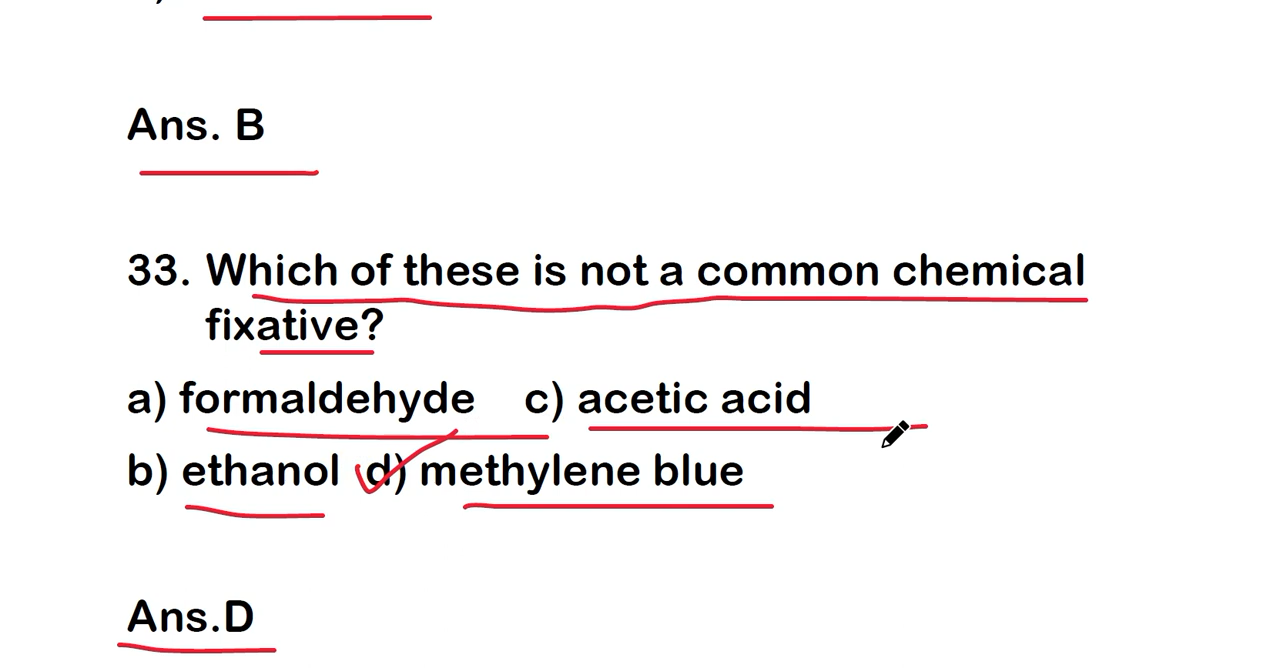 Ans. B
33. Which of these is not a common chemical
fixative?
a) formaldehyde c) acetic acid
b) ethanol d) methylene blue
Ans.D